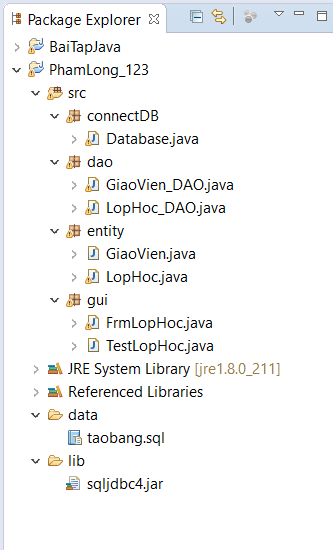 Package Explorer
BaiTapJava
PhamLong_123
src
connectDB
Database.java
dao
GiaoVien_DAO.java
LopHoc_DAO.java
entity
GiaoVien.java
LopHoc.java
gui
FrmLopHoc.java
TestLopHoc.java
JRE System Library [jre1.8.0_211]
Referenced Libraries
data
taobang.sql
lib
sqljdbc4.jar